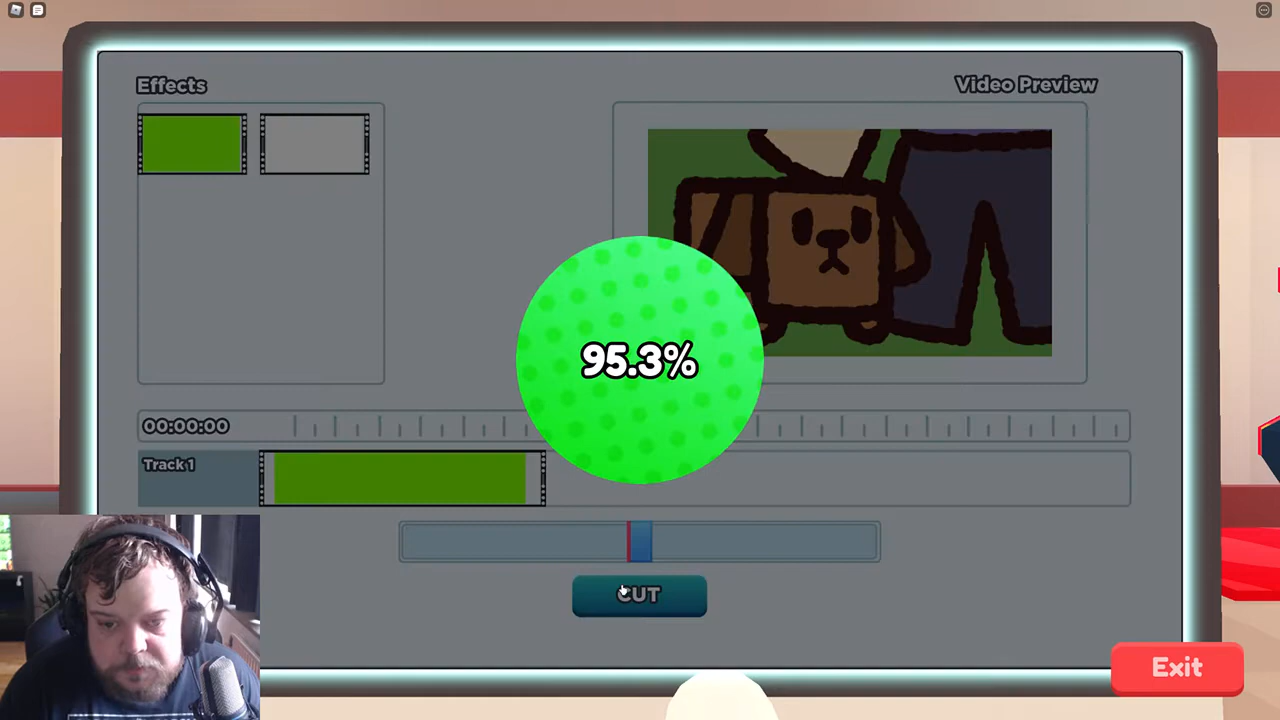 Effects
Video Preview
95.3%
00:00:00
Track 1
CUT
Exit